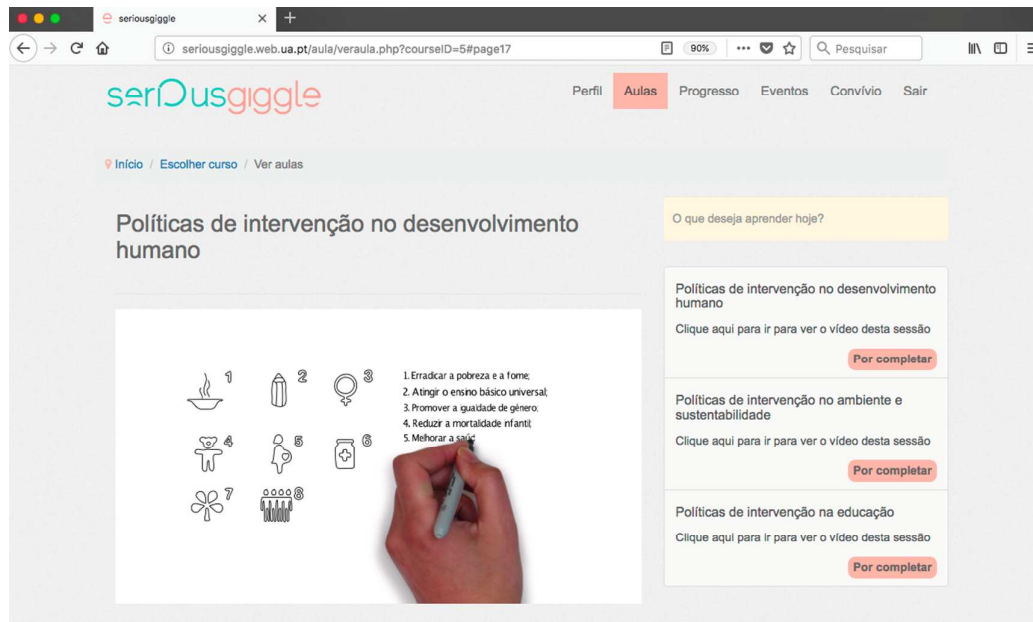 seriousgiggle
seriousgiggle.web.ua.pt/aula/veraula.php?courseID=5#page17
90%
Pesquisar
seriousgiggle
Perfil
Aulas
Progresso
Eventos
Convívio
Sair
Início / Escolher curso / Ver aulas
Políticas de intervenção no desenvolvimento
humano
1
2
3
4
5
6
7
8
1. Erradicar a pobreza e a fome;
2. Atingir o ensino básico universal;
3. Promover a igualdade de género;
4. Reduzir a mortalidade infantil;
5. Melhorar a saúd
O que deseja aprender hoje?
Políticas de intervenção no desenvolvimento
humano
Clique aqui para ir para ver o vídeo desta sessão
Por completar
Políticas de intervenção no ambiente e
sustentabilidade
Clique aqui para ir para ver o vídeo desta sessão
Por completar
Políticas de intervenção na educação
Clique aqui para ir para ver o vídeo desta sessão
Por completar